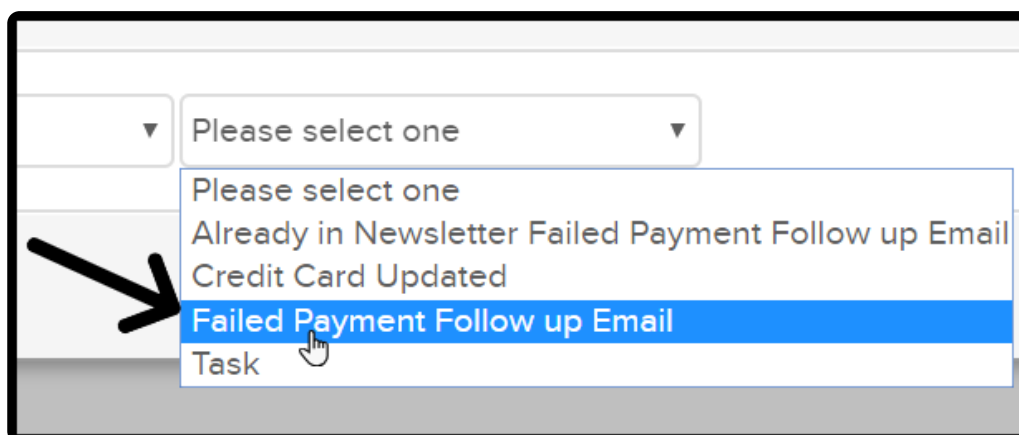 Please select one
Please select one
Already in Newsletter Failed Payment Follow up Email
Credit Card Updated
Failed Payment Follow up Email
Task